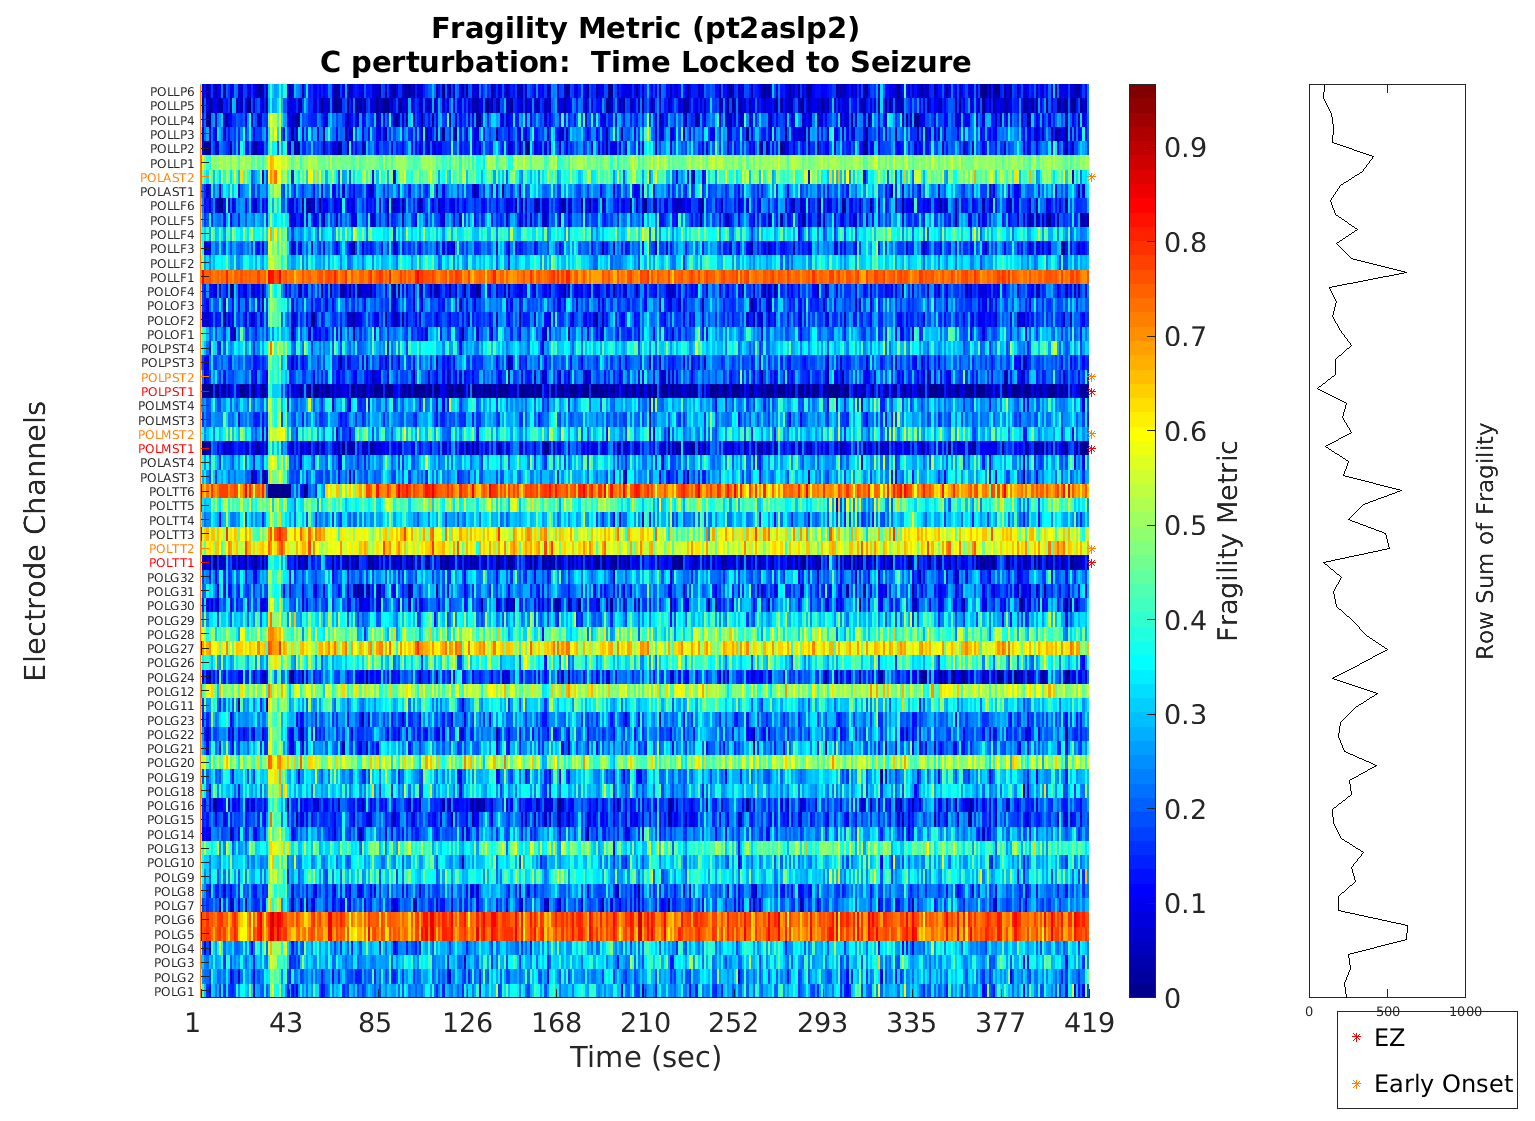 Fragility Metric (pt2aslp2)
C perturbation:  Time Locked to Seizure
Electrode Channels
POLLP6
POLLP5
POLLP4
POLLP3
POLLP2
POLLP1
POLAST2
POLAST1
POLLF6
POLLF5
POLLF4
POLLF3
POLLF2
POLLF1
POLOF4
POLOF3
POLOF2
POLOF1
POLPST4
POLPST3
POLPST2
POLPST1
POLMST4
POLMST3
POLMST2
POLMST1
POLAST4
POLAST3
POLTT6
POLTT5
POLTT4
POLTT3
POLTT2
POLTT1
POLG32
POLG31
POLG30
POLG29
POLG28
POLG27
POLG26
POLG24
POLG12
POLG11
POLG23
POLG22
POLG21
POLG20
POLG19
POLG18
POLG16
POLG15
POLG14
POLG13
POLG10
POLG9
POLG8
POLG7
POLG6
POLG5
POLG4
POLG3
POLG2
POLG1
1 43 85 126 168 210 252 293 335 377 419
Time (sec)
0.9
0.8
0.7
0.6
0.5
0.4
0.3
0.2
0.1
0
Fragility Metric
0 500 1000
Row Sum of Fragility
EZ
Early Onset